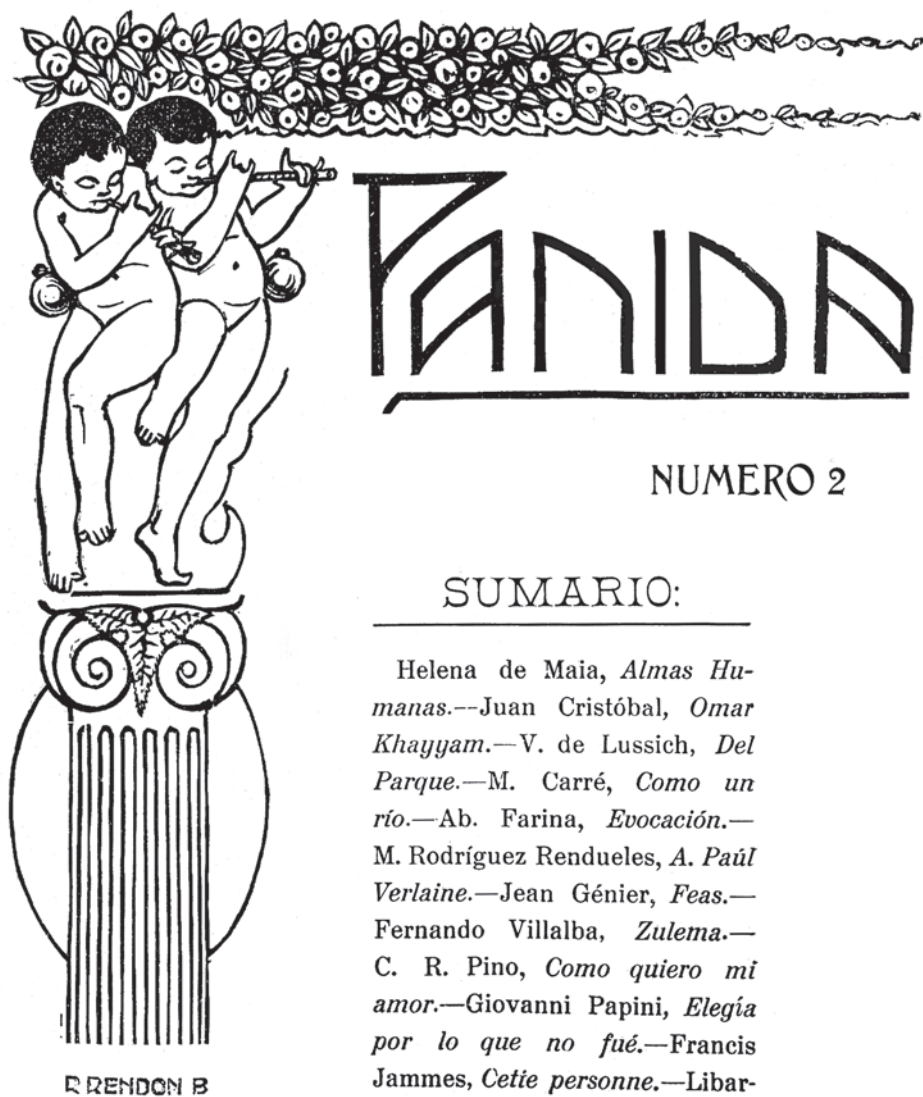 PANIDA
NUMERO 2
SUMARIO:
Helena de Maia, Almas Hu-
manas.--Juan Cristóbal, Omar
Khayyam.—V. de Lussich, Del
Parque.—M. Carré, Como un
río.—Ab. Farina, Evocación.—
M. Rodríguez Rendueles, A. Paúl
Verlaine.—Jean Génier, Feas.—
Fernando Villalba, Zulema.—
C. R. Pino, Como quiero mi
amor.—Giovanni Papini, Elegía
por lo que no fué.—Francis
Jammes, Cetie personne.—Libar-
R RENDON B